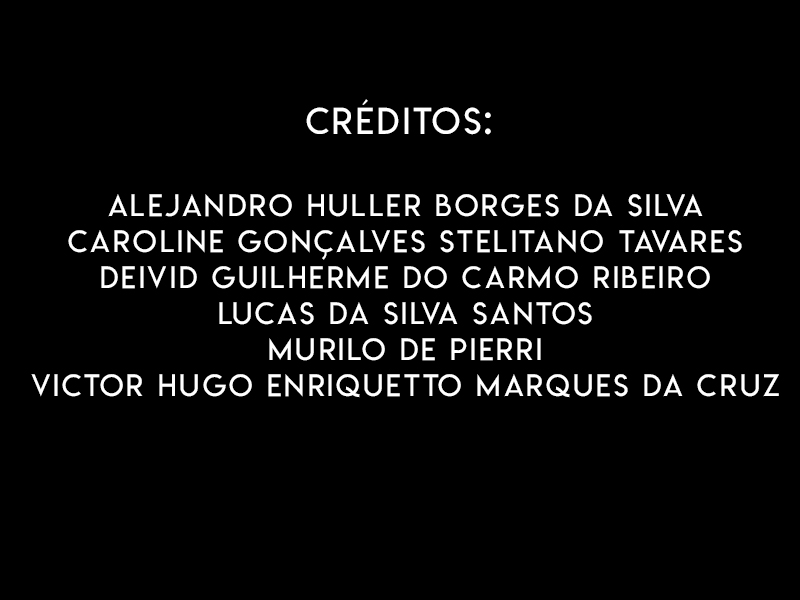 CRÉDITOS:
ALEJANDRO HULLER BORGES DA SILVA
CAROLINE GONÇALVES STELITANO TAVARES
DEIVID GUILHERME DO CARMO RIBEIRO
LUCAS DA SILVA SANTOS
MURILO DE PIERRI
VICTOR HUGO ENRIQUETTO MARQUES DA CRUZ